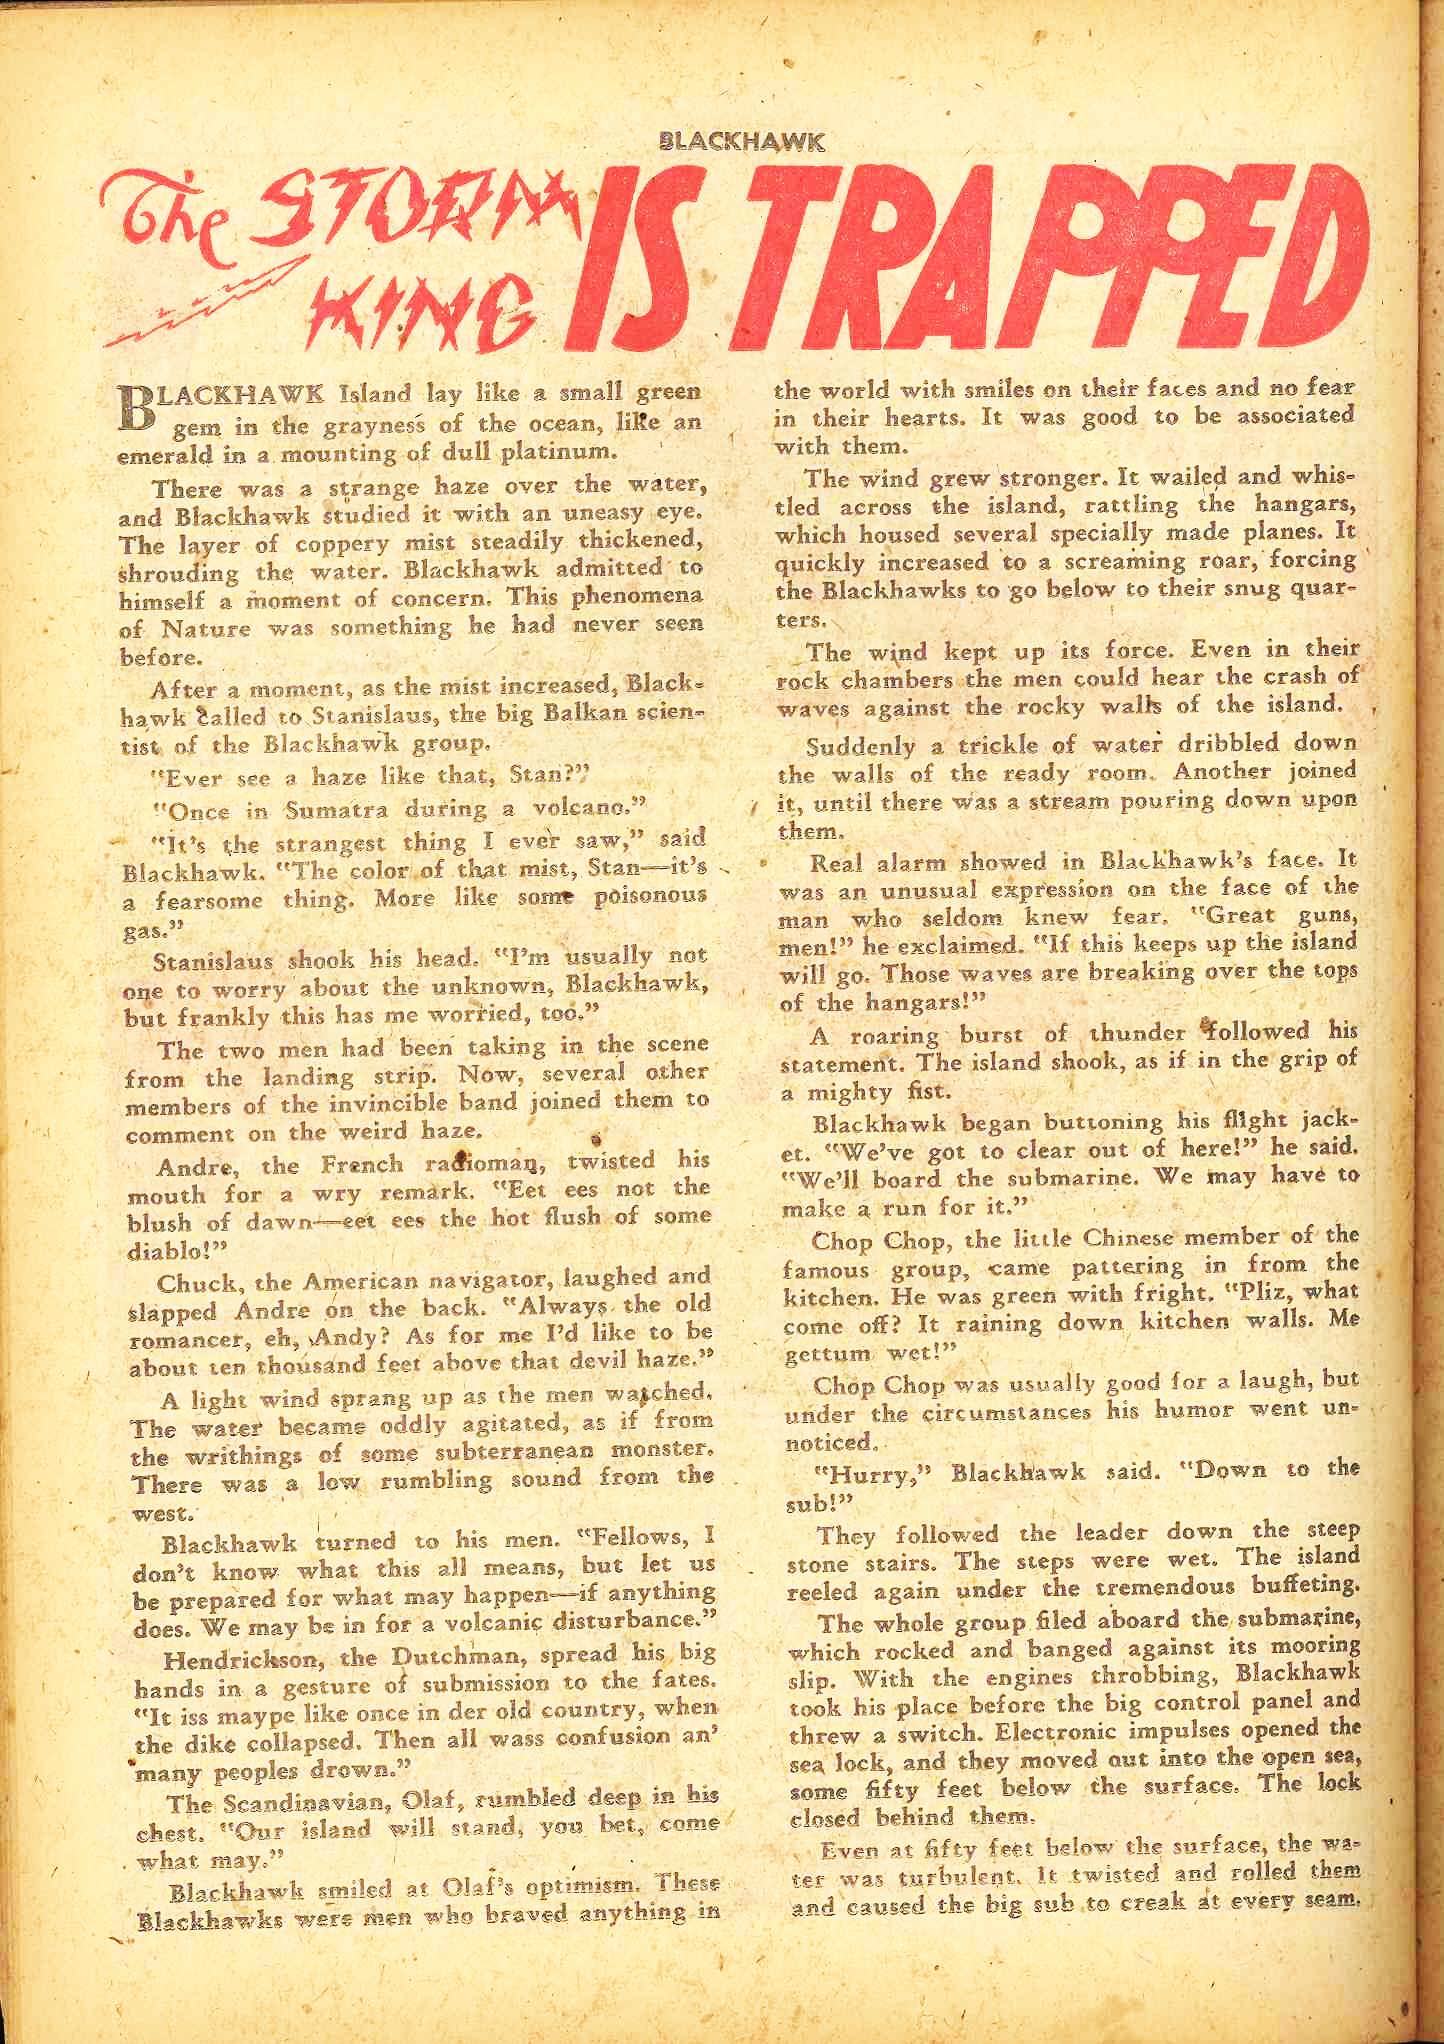 BLACKHAWK
The STORM KING IS TRAPPED
BLACKHAWK Island lay like a small green
gem in the grayness of the ocean, like an
emerald in a mounting of dull platinum.
There was a strange haze over the water,
and Blackhawk studied it with an uneasy eye.
The layer of coppery mist steadily thickened,
shrouding the water. Blackhawk admitted to
himself a moment of concern. This phenomena
of Nature was something he had never seen
before.
After a moment, as the mist increased, Black-
hawk called to Stanislaus, the big Balkan scien-
tist of the Blackhawk group.
"Ever see a haze like that, Stan?"
"Once in Sumatra during a volcano."
"It's the strangest thing I ever saw," said
Blackhawk. "The color of that mist, Stan—it's
a fearsome thing. More like some poisonous
gas."
Stanislaus shook his head. "I'm usually not
one to worry about the unknown, Blackhawk,
but frankly this has me worried, too."
The two men had been taking in the scene
from the landing strip. Now, several other
members of the invincible band joined them to
comment on the weird haze.
Andre, the French radioman, twisted his
mouth for a wry remark. "Eet ees not the
blush of dawn—eet ees the hot flush of some
diablo!"
Chuck, the American navigator, laughed and
slapped Andre on the back. "Always the old
romancer, eh, Andy? As for me I'd like to be
about ten thousand feet above that devil haze."
A light wind sprang up as the men watched.
The water became oddly agitated, as if from
the writhings of some subterranean monster.
There was a low rumbling sound from the
west.
Blackhawk turned to his men. "Fellows, I
don't know what this all means, but let us
be prepared for what may happen—if anything
does. We may be in for a volcanic disturbance."
Hendrickson, the Dutchman, spread his big
hands in a gesture of submission to the fates.
"It iss maype like once in der old country, when
the dike collapsed. Then all wass confusion an'
many peoples drown."
The Scandinavian, Olaf, rumbled deep in his
chest. "Our island will stand, you bet, come
what may."
Blackhawk smiled at Olaf's optimism. These
Blackhawks were men who braved anything in
the world with smiles on their faces and no fear
in their hearts. It was good to be associated
with them.
The wind grew stronger. It wailed and whis-
tled across the island, rattling the hangars,
which housed several specially made planes. It
quickly increased to a screaming roar, forcing
the Blackhawks to go below to their snug quar-
ters.
The wind kept up its force. Even in their
rock chambers the men could hear the crash of
waves against the rocky walls of the island.
Suddenly a trickle of water dribbled down
the walls of the ready room. Another joined
it, until there was a stream pouring down upon
them.
Real alarm showed in Blackhawk's face. It
was an unusual expression on the face of the
man who seldom knew fear. "Great guns,
men!" he exclaimed. "If this keeps up the island
will go. Those waves are breaking over the tops
of the hangars!"
A roaring burst of thunder followed his
statement. The island shook, as if in the grip of
a mighty fist.
Blackhawk began buttoning his flight jack-
et. "We've got to clear out of here!" he said.
"We'll board the submarine. We may have to
make a run for it."
Chop Chop, the little Chinese member of the
famous group, came pattering in from the
kitchen. He was green with fright. "Pliz, what
come off? It raining down kitchen walls. Me
gettum wet!"
Chop Chop was usually good for a laugh, but
under the circumstances his humor went un-
noticed.
"Hurry," Blackhawk said. "Down to the
sub!"
They followed the leader down the steep
stone stairs. The steps were wet. The island
reeled again under the tremendous buffeting.
The whole group filed aboard the submarine,
which rocked and banged against its mooring
slip. With the engines throbbing, Blackhawk
took his place before the big control panel and
threw a switch. Electronic impulses opened the
sea lock, and they moved out into the open sea,
some fifty feet below the surface. The lock
closed behind them.
Even at fifty feet below the surface, the wa-
ter was turbulent. It twisted and rolled them
and caused the big sub to creak at every seam.